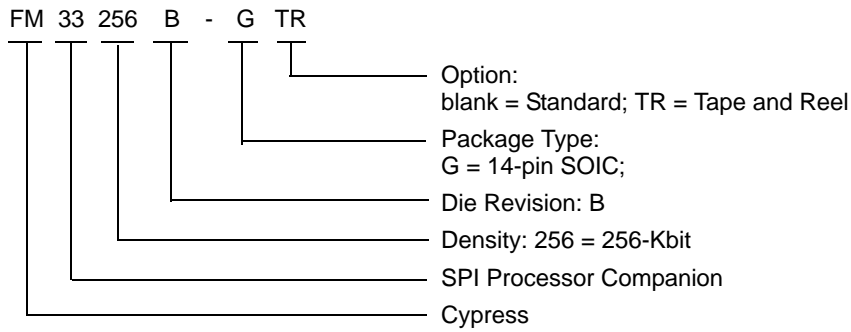 FM 33 256 B - G TR
Option:
blank = Standard; TR = Tape and Reel
Package Type:
G = 14-pin SOIC;
Die Revision: B
Density: 256 = 256-Kbit
SPI Processor Companion
Cypress